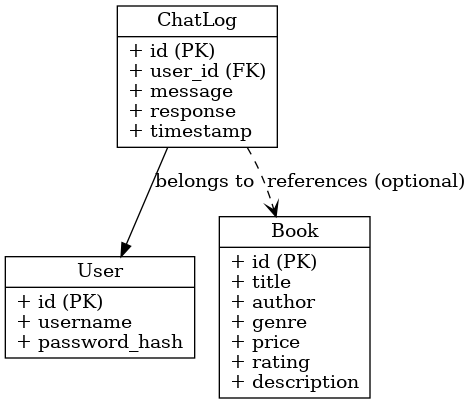 ChatLog
+ id (PK)
+ user_id (FK)
+ message
+ response
+ timestamp
belongs to
references (optional)
User
+ id (PK)
+ username
+ password_hash
Book
+ id (PK)
+ title
+ author
+ genre
+ price
+ rating
+ description